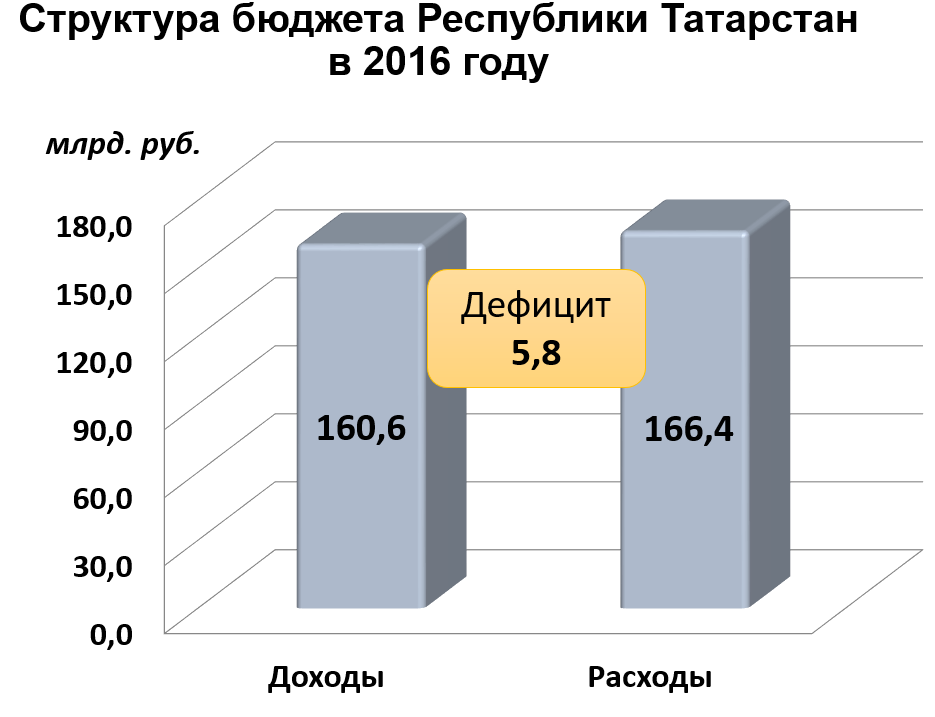 Структура бюджета Республики Татарстан
в 2016 году
млрд. руб.
180,0
150,0
120,0
90,0
60,0
30,0
0,0
Дефицит
5,8
160,6
166,4
Доходы
Расходы